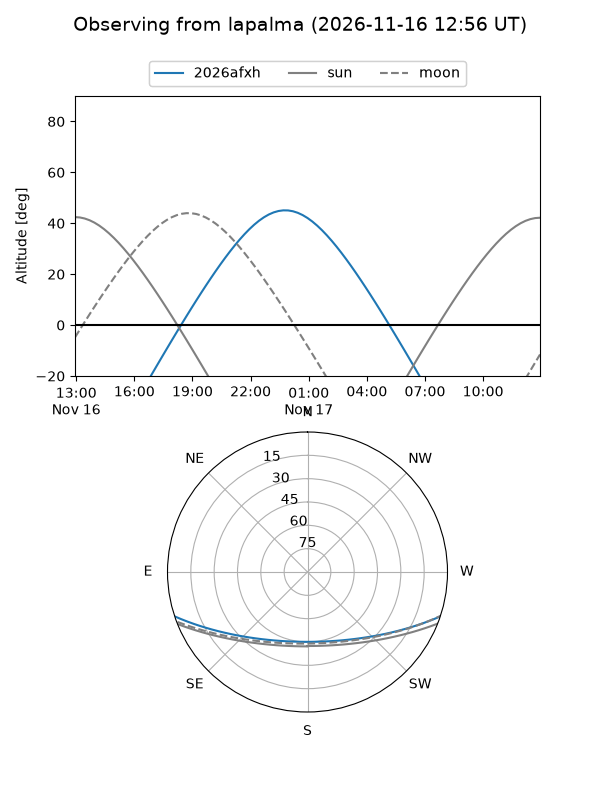 Observing from lapalma (2026-11-16 12:56 UT)
2026afxh sun moon
Altitude [deg]
80
60
40
20
0
−20
13:00 16:00 19:00 22:00 01:00 04:00 07:00 10:00
Nov 16 Nov 17
N
NE NW
15
30
45
60
75
E W
SE SW
S